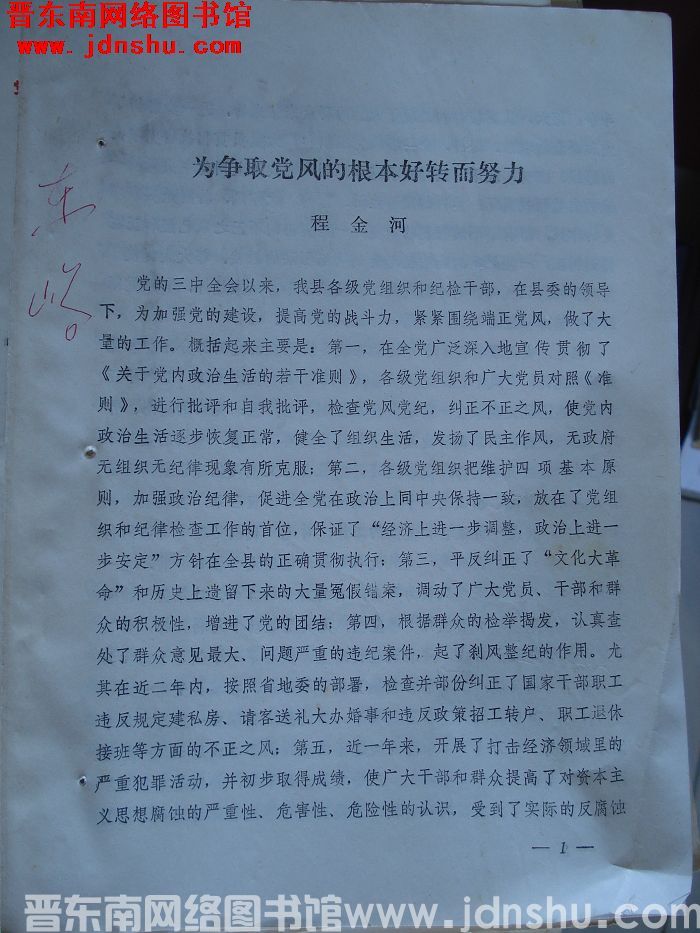 晋东南网络图书馆
www.jdnshu.com
为争取党风的根本好转而努力
程金河
党的三中全会以来，我县各级党组织和纪检干部，在县委的领导
下，为加强党的建设，提高党的战斗力，紧紧围绕端正党风，做了大
量的工作。概括起来主要是：第一，在全党广泛深入地宣传贯彻了
《关于党内政治生活的若干准则》，各级党组织和广大党员对照《准
则》，进行批评和自我批评，检查党风党纪，纠正不正之风，使党内
政治生活逐步恢复正常，健全了组织生活，发扬了民主作风，无政府
无组织无纪律现象有所克服；第二，各级党组织把维护四项基本原
则，加强政治纪律，促进全党在政治上同中央保持一致，放在了党组
织和纪律检查工作的首位，保证了“经济上进一步调整，政治上进一
步安定”方针在全县的正确贯彻执行；第三，平反纠正了“文化大革
命”和历史上遗留下来的大量冤假错案，调动了广大党员、干部和群
众的积极性，增进了党的团结；第四，根据群众的检举揭发，认真查
处了群众意见最大、问题严重的违纪案件，起了刹风整纪的作用。尤
其在近二年内，按照省地委的部署，检查并部份纠正了国家干部职工
违反规定建私房、请客送礼大办婚事和违反政策招工转户、职工退休
接班等方面的不正之风；第五，近一年来，开展了打击经济领域里的
严重犯罪活动，并初步取得成绩，使广大干部和群众提高了对资本主
义思想腐蚀的严重性、危害性、危险性的认识，受到了实际的反腐蚀
— 1 —
晋东南网络图书馆www.jdnshu.com